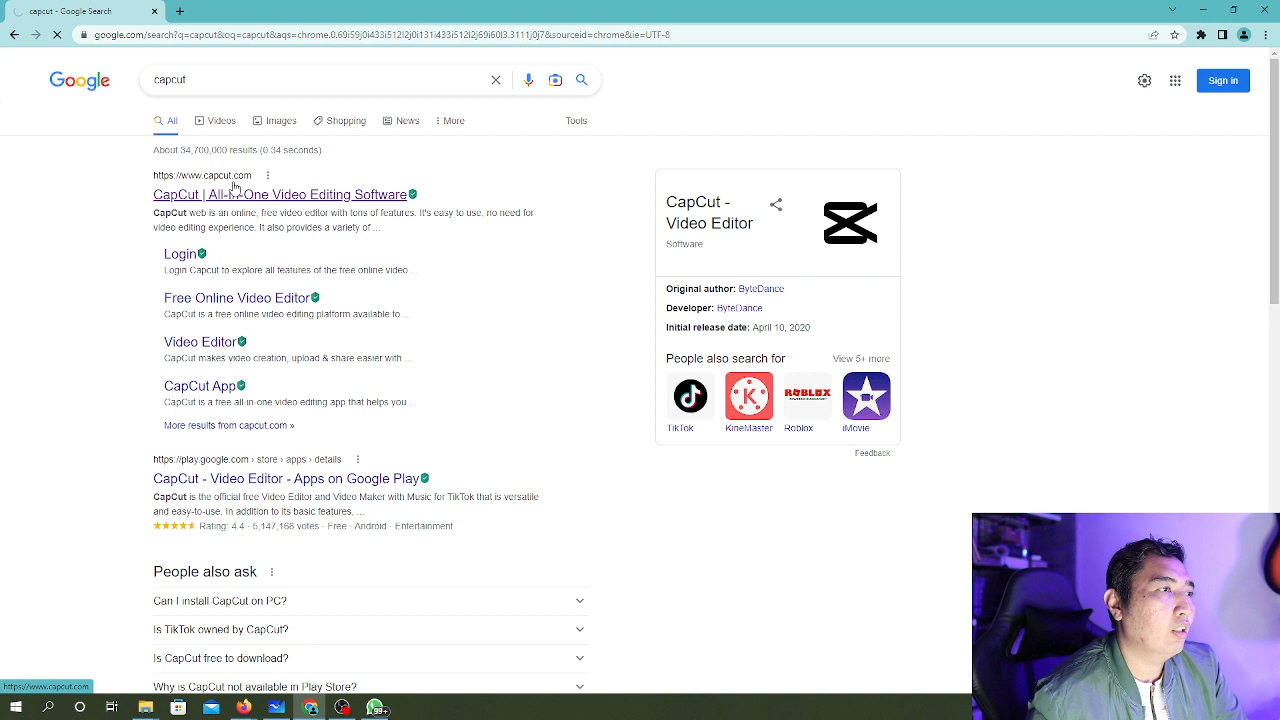 capcut - Google Search
google.com/search?q=capcut&oq=capcut&aqs=chrome.0.69i59j0i433i512l2j0i131i433i512l2j69i60l3.3111j0j7&sourceid=chrome&ie=UTF-8
Google
capcut
Sign in
All
Videos
Images
Shopping
News
More
Tools
About 34,700,000 results (0.34 seconds)
https://www.capcut.com
CapCut | All-In-One Video Editing Software
CapCut web is an online, free video editor with tons of features. It's easy to use, no need for
video editing experience. It also provides a variety of ...
Login
Login Capcut to explore all features of the free online video ...
Free Online Video Editor
CapCut is a free online video editing platform available to ...
Video Editor
CapCut makes video creation, upload & share easier with ...
CapCut App
CapCut is a free all-in-one video editing app that helps you ...
More results from capcut.com »
https://play.google.com › store › apps › details
CapCut - Video Editor - Apps on Google Play
CapCut is the official free Video Editor and Video Maker with Music for TikTok that is versatile
and easy-to-use. In addition to its basic features, ...
Rating: 4.4 · 5,147,168 votes · Free · Android · Entertainment
People also ask
Can I install CapCut on PC?
Is TikTok owned by CapCut?
Is CapCut free to download?
Why is CapCut not available in Play Store?
CapCut -
Video Editor
Software
Original author: ByteDance
Developer: ByteDance
Initial release date: April 10, 2020
People also search for
View 5+ more
ROBLOX
TikTok
KineMaster
Roblox
iMovie
Feedback
https://www.capcut.com
99+